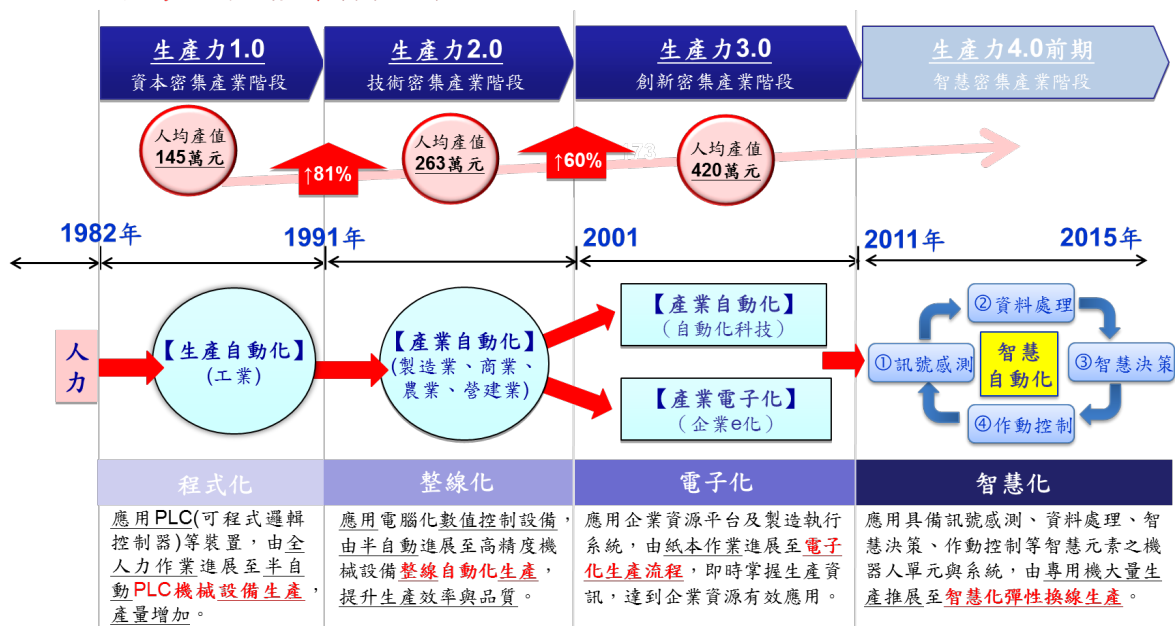 生產力1.0
資本密集產業階段
生產力2.0
技術密集產業階段
生產力3.0
創新密集產業階段
生產力4.0前期
智慧密集產業階段
人均產值
145萬元
↑81%
人均產值
263萬元
↑60%
173
人均產值
420萬元
1982年
1991年
2001
2011年
2015年
人
力
【生產自動化】
(工業)
【產業自動化】
(製造業、商業、
農業、營建業)
【產業自動化】
(自動化科技)
【產業電子化】
(企業e化)
①訊號感測
②資料處理
③智慧決策
④作動控制
智慧
自動化
程式化
整線化
電子化
智慧化
應用PLC(可程式邏輯
控制器)等裝置，由全
人力作業進展至半自
動PLC機械設備生產，
產量增加。
應用電腦化數值控制設備，
由半自動進展至高精度機
械設備整線自動化生產，
提升生產效率與品質。
應用企業資源平台及製造執行
系統，由紙本作業進展至電子
化生產流程，即時掌握生產資
訊，達到企業資源有效應用。
應用具備訊號感測、資料處理、智
慧決策、作動控制等智慧元素之機
器人單元與系統，由專用機大量生
產推展至智慧化彈性換線生產。